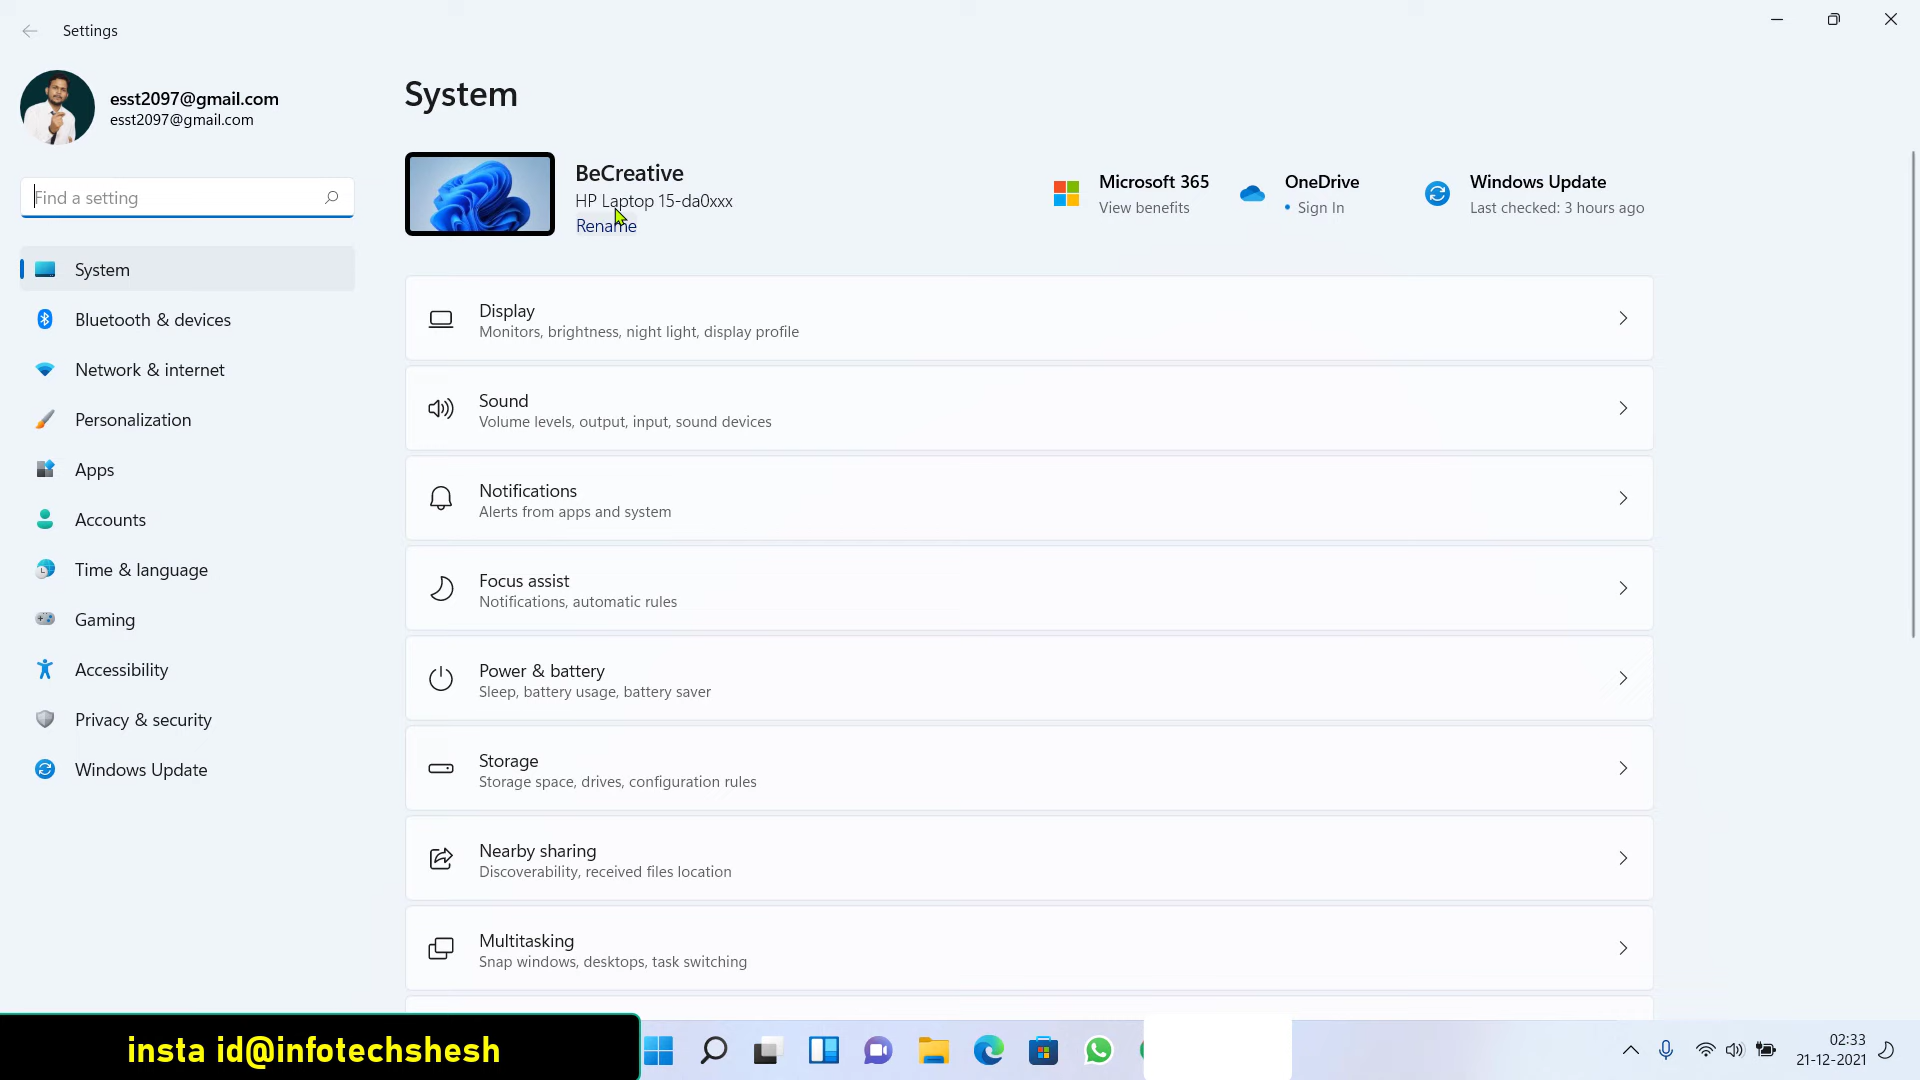 Settings
esst2097@gmail.com
esst2097@gmail.com
Find a setting
System
Bluetooth & devices
Network & internet
Personalization
Apps
Accounts
Time & language
Gaming
Accessibility
Privacy & security
Windows Update
System
BeCreative
HP Laptop 15-da0xxx
Rename
Microsoft 365
View benefits
OneDrive
• Sign In
Windows Update
Last checked: 3 hours ago
Display
Monitors, brightness, night light, display profile
Sound
Volume levels, output, input, sound devices
Notifications
Alerts from apps and system
Focus assist
Notifications, automatic rules
Power & battery
Sleep, battery usage, battery saver
Storage
Storage space, drives, configuration rules
Nearby sharing
Discoverability, received files location
Multitasking
Snap windows, desktops, task switching
insta id@infotechshesh
02:33
21-12-2021